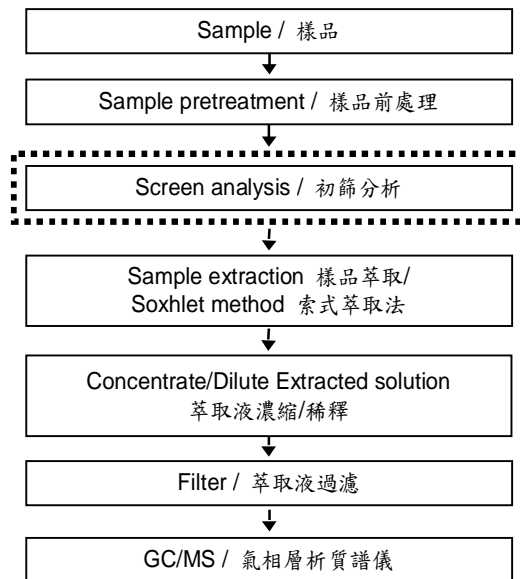 Sample / 樣品
Sample pretreatment / 樣品前處理
Screen analysis / 初篩分析
Sample extraction 樣品萃取/
Soxhlet method 索式萃取法
Concentrate/Dilute Extracted solution
萃取液濃縮/稀釋
Filter / 萃取液過濾
GC/MS / 氣相層析質譜儀